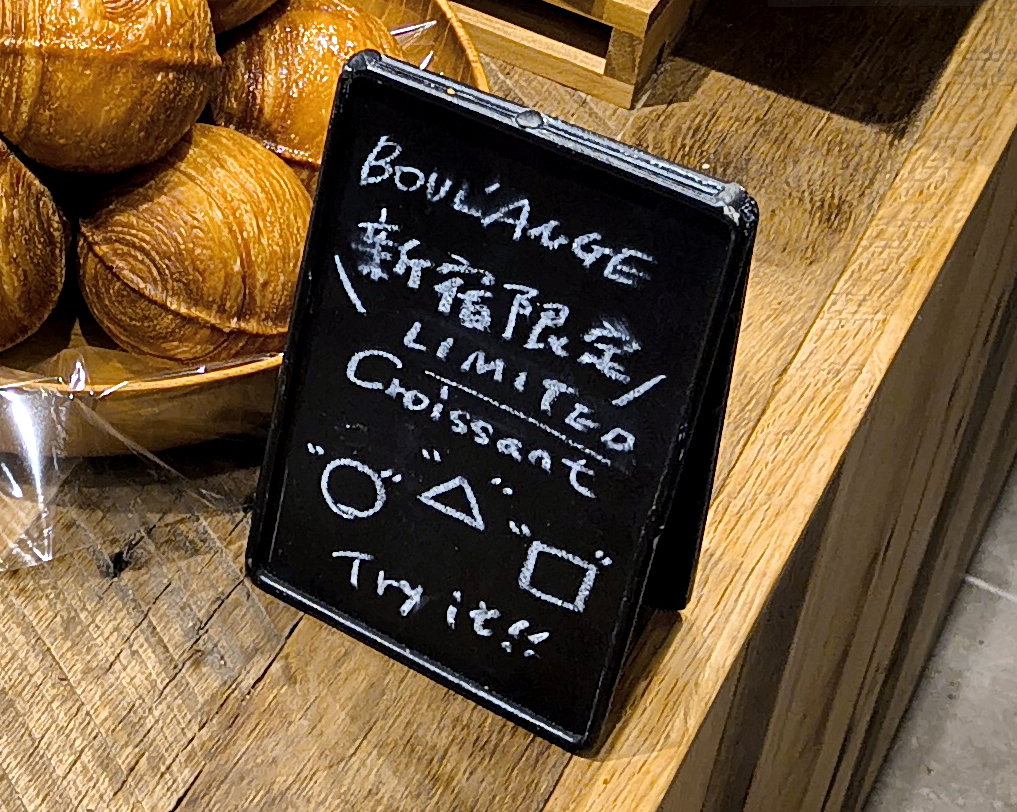 BOUL'ANGE
\新宿限定/
LIMITED
Croissant
"○" "△" "□"
Try it!!